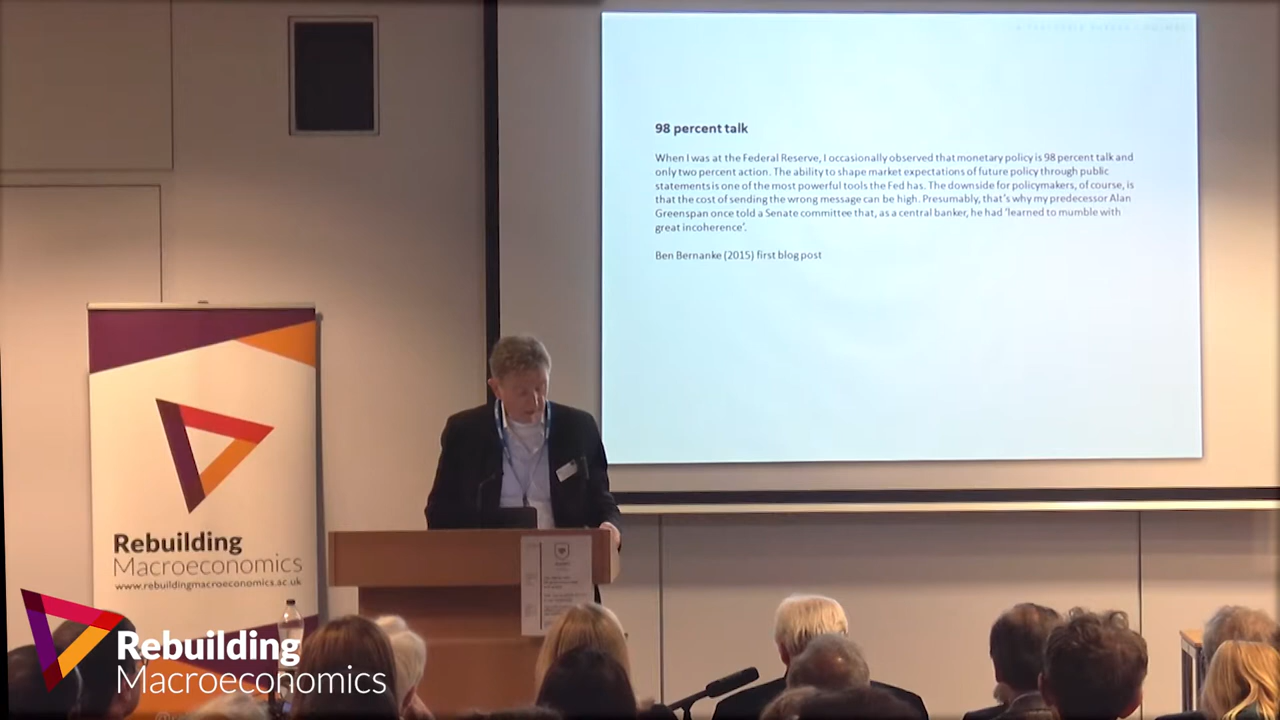 98 percent talk
When I was at the Federal Reserve, I occasionally observed that monetary policy is 98 percent talk and
only two percent action. The ability to shape market expectations of future policy through public
statements is one of the most powerful tools the Fed has. The downside for policymakers, of course, is
that the cost of sending the wrong message can be high. Presumably, that's why my predecessor Alan
Greenspan once told a Senate committee that, as a central banker, he had 'learned to mumble with
great incoherence'.
Ben Bernanke (2015) first blog post
Rebuilding
Macroeconomics
www.rebuildingmacroeconomics.ac.uk
Rebuilding
Macroeconomics